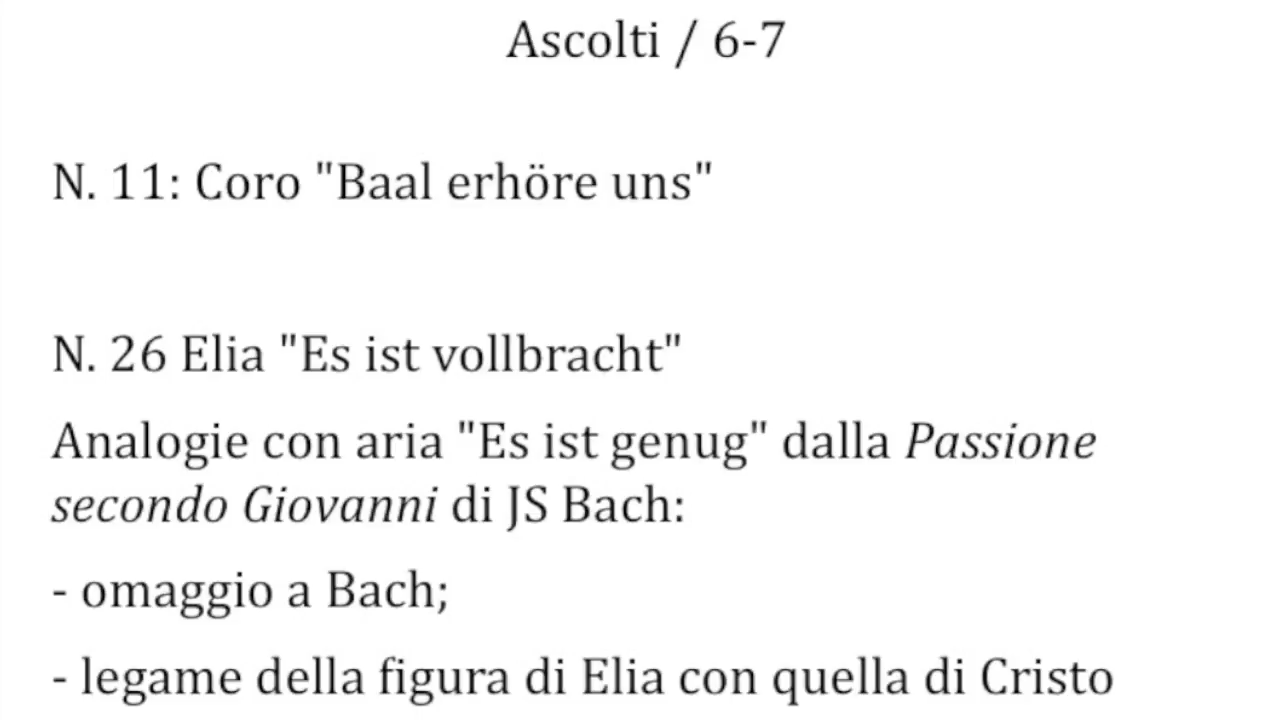 Ascolti / 6-7
N. 11: Coro "Baal erhöre uns"
N. 26 Elia "Es ist vollbracht"
Analogie con aria "Es ist genug" dalla Passione
secondo Giovanni di JS Bach:
- omaggio a Bach;
- legame della figura di Elia con quella di Cristo